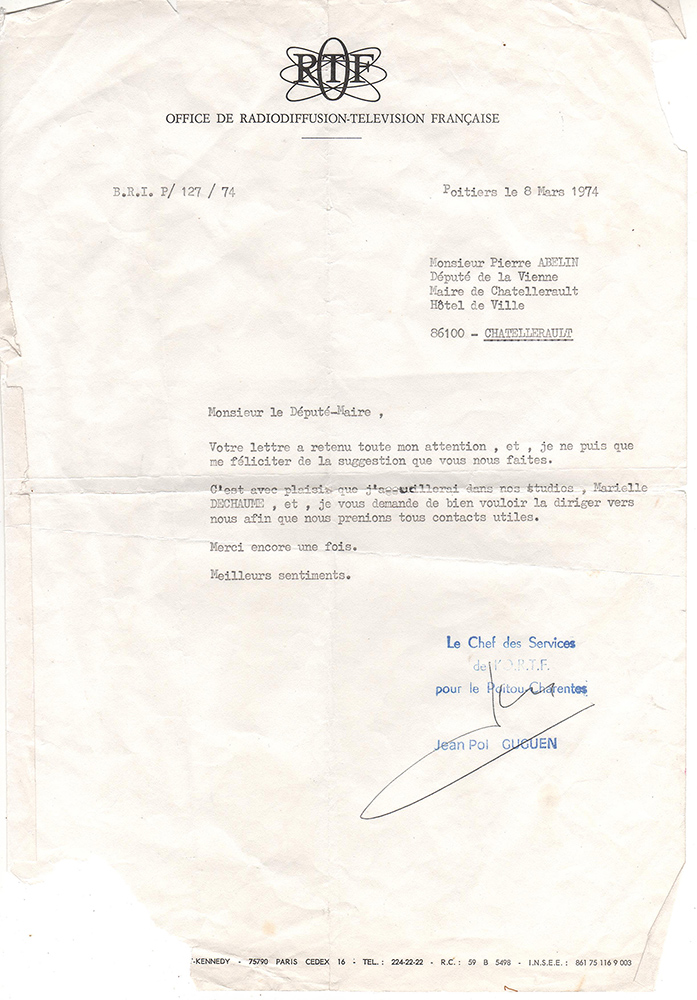 RTF
OFFICE DE RADIODIFFUSION-TELEVISION FRANÇAISE
B.R.I. P/ 127 / 74
Poitiers le 8 Mars 1974
Monsieur Pierre ABELIN
Député de la Vienne
Maire de Chatellerault
Hôtel de Ville
86100 - CHATELLERAULT
Monsieur le Député-Maire ,
Votre lettre a retenu toute mon attention , et , je ne puis que
me féliciter de la suggestion que vous nous faites.
C'est avec plaisir que j'accueillerai dans nos studios , Marielle
DECHAUME , et , je vous demande de bien vouloir la diriger vers
nous afin que nous prenions tous contacts utiles.
Merci encore une fois.
Meilleurs sentiments.
Le Chef des Services
de l'O.R.T.F.
pour le Poitou-Charentes
Jean Pol GUGUEN
-KENNEDY - 75790 PARIS CEDEX 16 - TEL. : 224-22-22 - R.C. : 59 B 5498 - I.N.S.E.E. : 861 75 116 9 003